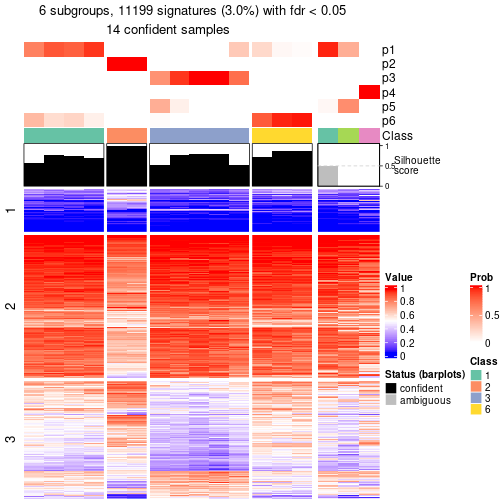 6 subgroups, 11199 signatures (3.0%) with fdr < 0.05
14 confident samples
p1
p2
p3
p4
p5
p6
Class
1
0.5
0
Silhouette
score
1
2
3
Value
1
0.8
0.6
0.4
0.2
0
Prob
1
0.5
0
Status (barplots)
confident
ambiguous
Class
1
2
3
6